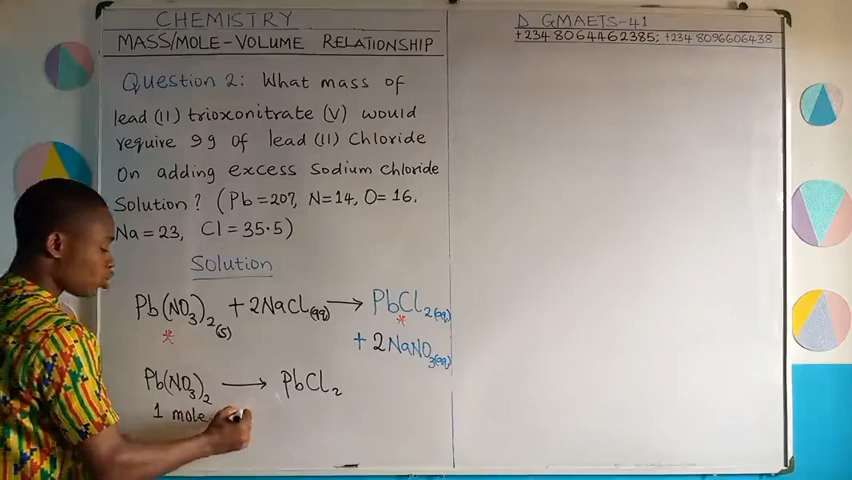 CHEMISTRY
MASS/MOLE-VOLUME RELATIONSHIP
Question 2: What mass of
lead (II) trioxonitrate (V) would
require 9g of lead (II) Chloride
On adding excess Sodium chloride
Solution? (Pb = 207, N=14, O= 16,
Na = 23, Cl = 35.5)
Solution
Pb(NO3)2(s) + 2NaCl(aq) → PbCl2(aq)
+ 2NaNO3(aq)
Pb(NO3)2 → PbCl2
1 mole
D GMAETS-41
+234 8064462385; +234 8096606438